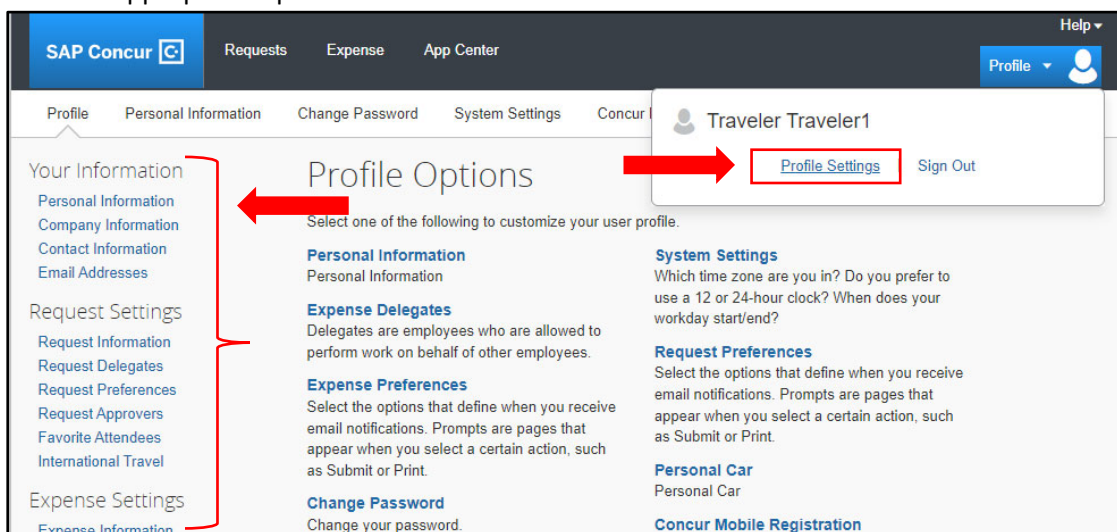 Help
SAP Concur C.
Requests
Expense
App Center
Profile
Profile
Personal Information
Change Password
System Settings
Concur
Traveler Traveler1
Profile Settings
Sign Out
Your Information
Personal Information
Company Information
Contact Information
Email Addresses
Request Settings
Request Information
Request Delegates
Request Preferences
Request Approvers
Favorite Attendees
International Travel
Expense Settings
Expense Information
Profile Options
Select one of the following to customize your user profile.
Personal Information
Personal Information
Expense Delegates
Delegates are employees who are allowed to
perform work on behalf of other employees.
Expense Preferences
Select the options that define when you receive
email notifications. Prompts are pages that
appear when you select a certain action, such
as Submit or Print.
Change Password
Change your password.
System Settings
Which time zone are you in? Do you prefer to
use a 12 or 24-hour clock? When does your
workday start/end?
Request Preferences
Select the options that define when you receive
email notifications. Prompts are pages that
appear when you select a certain action, such
as Submit or Print.
Personal Car
Personal Car
Concur Mobile Registration